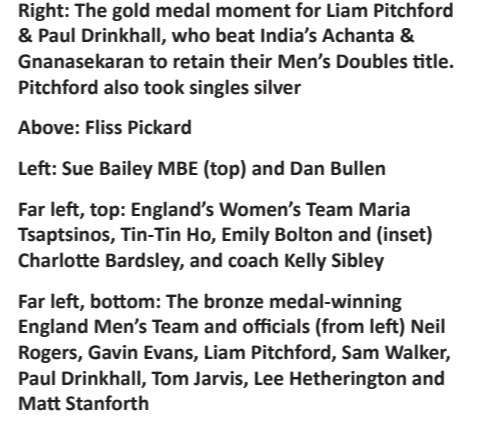 Right: The gold medal moment for Liam Pitchford
& Paul Drinkhall, who beat India’s Achanta &
Gnanasekaran to retain their Men’s Doubles title.
Pitchford also took singles silver
Above: Fliss Pickard
Left: Sue Bailey MBE (top) and Dan Bullen
Far left, top: England’s Women’s Team Maria
Tsaptsinos, Tin-Tin Ho, Emily Bolton and (inset)
Charlotte Bardsley, and coach Kelly Sibley
Far left, bottom: The bronze medal-winning
England Men’s Team and officials (from left) Neil
Rogers, Gavin Evans, Liam Pitchford, Sam Walker,
Paul Drinkhall, Tom Jarvis, Lee Hetherington and
Matt Stanforth